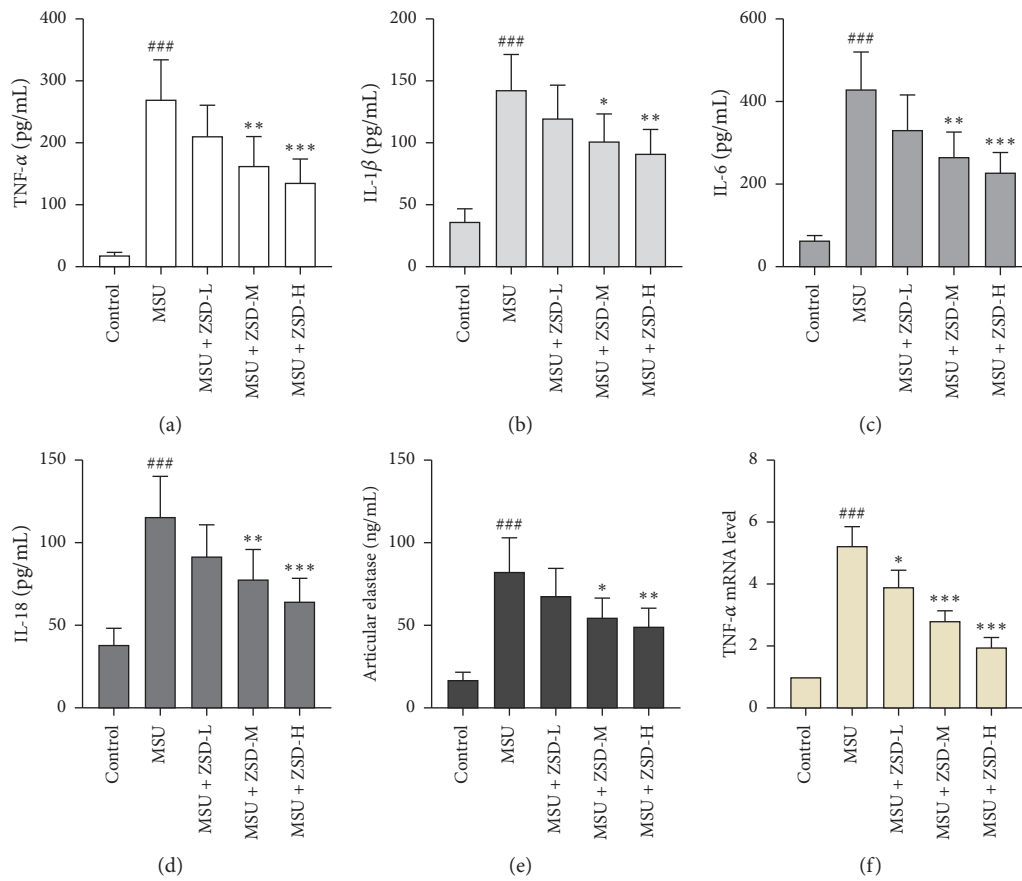 TNF-α (pg/mL)
400
300
200
100
0
###
**
***
Control
MSU
MSU + ZSD-L
MSU + ZSD-M
MSU + ZSD-H
(a)
IL-1β (pg/mL)
200
150
100
50
0
###
*
**
Control
MSU
MSU + ZSD-L
MSU + ZSD-M
MSU + ZSD-H
(b)
IL-6 (pg/mL)
600
400
200
0
###
**
***
Control
MSU
MSU + ZSD-L
MSU + ZSD-M
MSU + ZSD-H
(c)
IL-18 (pg/mL)
150
100
50
0
###
**
***
Control
MSU
MSU + ZSD-L
MSU + ZSD-M
MSU + ZSD-H
(d)
Articular elastase (ng/mL)
150
100
50
0
###
*
**
Control
MSU
MSU + ZSD-L
MSU + ZSD-M
MSU + ZSD-H
(e)
TNF-α mRNA level
8
6
4
2
0
###
*
***
***
Control
MSU
MSU + ZSD-L
MSU + ZSD-M
MSU + ZSD-H
(f)